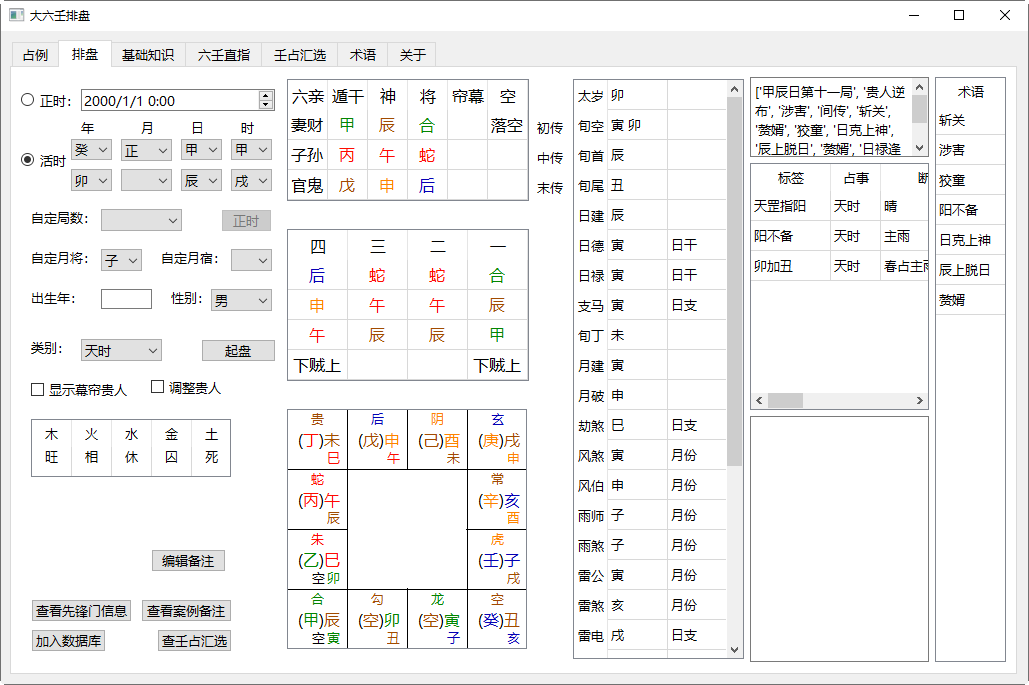 大六壬排盘
占例 排盘 基础知识 六壬直指 壬占汇选 术语 关于
正时: 2000/1/1 0:00
年 月 日 时
活时 癸 正 甲 甲
卯 辰 戌
自定局数: 正时
自定月将: 子 自定月宿:
出生年: 性别: 男
类别: 天时 起盘
显示幕帘贵人 调整贵人
木 火 水 金 土
旺 相 休 囚 死
编辑备注
查看先锋门信息 查看案例备注
加入数据库 查壬占汇选
六亲 遁干 神 将 帘幕 空
妻财 甲 辰 合 落空 初传
子孙 丙 午 蛇 中传
官鬼 戊 申 后 末传
四 三 二 一
后 蛇 蛇 合
申 午 午 辰
午 辰 辰 甲
下贼上 下贼上
贵 后 阴 玄
(丁)未 (戊)申 (己)酉 (庚)戌
巳 午 未 申
蛇 常
(丙)午 (辛)亥
辰 酉
朱 虎
(乙)巳 (壬)子
空卯 戌
合 勾 龙 空
(甲)辰 (空)卯 (空)寅 (癸)丑
空寅 丑 子 亥
太岁 卯
旬空 寅 卯
旬首 辰
旬尾 丑
日建 辰
日德 寅 日干
日禄 寅 日干
支马 寅 日支
旬丁 未
月建 寅
月破 申
劫煞 巳 日支
风煞 寅 月份
风伯 申 月份
雨师 子 月份
雨煞 子 月份
雷公 寅 月份
雷煞 亥 月份
雷电 戌 日支
['甲辰日第十一局', '贵人逆
布', '涉害', '间传', '斩关',
'赘婿', '狡童', '日克上神',
'辰上脱日', '赘婿', '日禄逢
标签 占事 断
天罡指阳 天时 晴
阳不备 天时 主雨
卯加丑 天时 春占主雨
术语
斩关
涉害
狡童
阳不备
日克上神
辰上脱日
赘婿